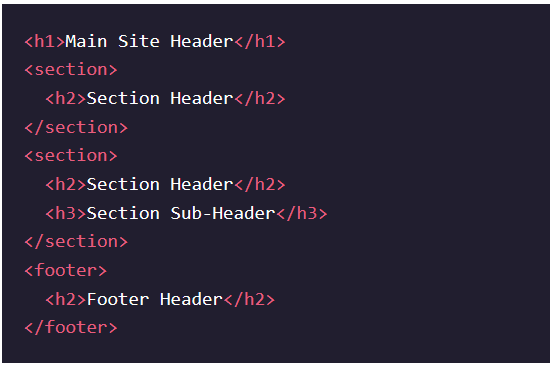 <h1>Main Site Header</h1>
<section>
  <h2>Section Header</h2>
</section>
<section>
  <h2>Section Header</h2>
  <h3>Section Sub-Header</h3>
</section>
<footer>
  <h2>Footer Header</h2>
</footer>